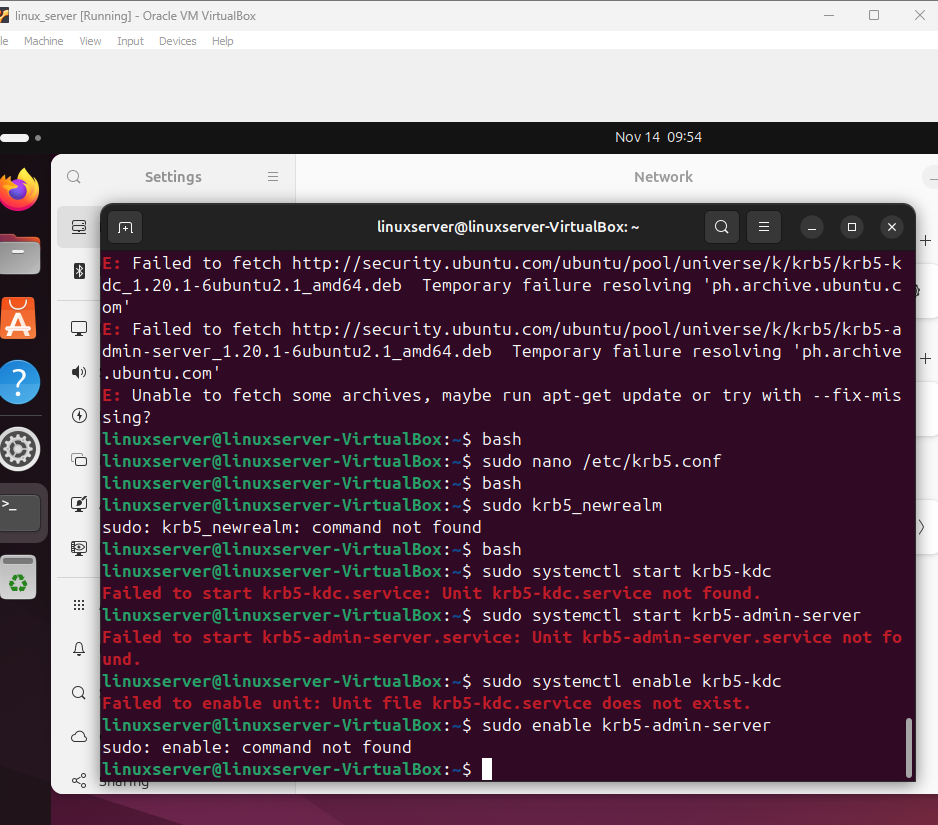 linux_server [Running] - Oracle VM VirtualBox
le Machine View Input Devices Help
Nov 14 09:54
Settings
Network
linuxserver@linuxserver-VirtualBox: ~
E: Failed to fetch http://security.ubuntu.com/ubuntu/pool/universe/k/krb5/krb5-k
dc_1.20.1-6ubuntu2.1_amd64.deb  Temporary failure resolving 'ph.archive.ubuntu.c
om'
E: Failed to fetch http://security.ubuntu.com/ubuntu/pool/universe/k/krb5/krb5-a
dmin-server_1.20.1-6ubuntu2.1_amd64.deb  Temporary failure resolving 'ph.archive
.ubuntu.com'
E: Unable to fetch some archives, maybe run apt-get update or try with --fix-mis
sing?
linuxserver@linuxserver-VirtualBox:~$ bash
linuxserver@linuxserver-VirtualBox:~$ sudo nano /etc/krb5.conf
linuxserver@linuxserver-VirtualBox:~$ bash
linuxserver@linuxserver-VirtualBox:~$ sudo krb5_newrealm
sudo: krb5_newrealm: command not found
linuxserver@linuxserver-VirtualBox:~$ bash
linuxserver@linuxserver-VirtualBox:~$ sudo systemctl start krb5-kdc
Failed to start krb5-kdc.service: Unit krb5-kdc.service not found.
linuxserver@linuxserver-VirtualBox:~$ sudo systemctl start krb5-admin-server
Failed to start krb5-admin-server.service: Unit krb5-admin-server.service not fo
und.
linuxserver@linuxserver-VirtualBox:~$ sudo systemctl enable krb5-kdc
Failed to enable unit: Unit file krb5-kdc.service does not exist.
linuxserver@linuxserver-VirtualBox:~$ sudo enable krb5-admin-server
sudo: enable: command not found
linuxserver@linuxserver-VirtualBox:~$
Sharing